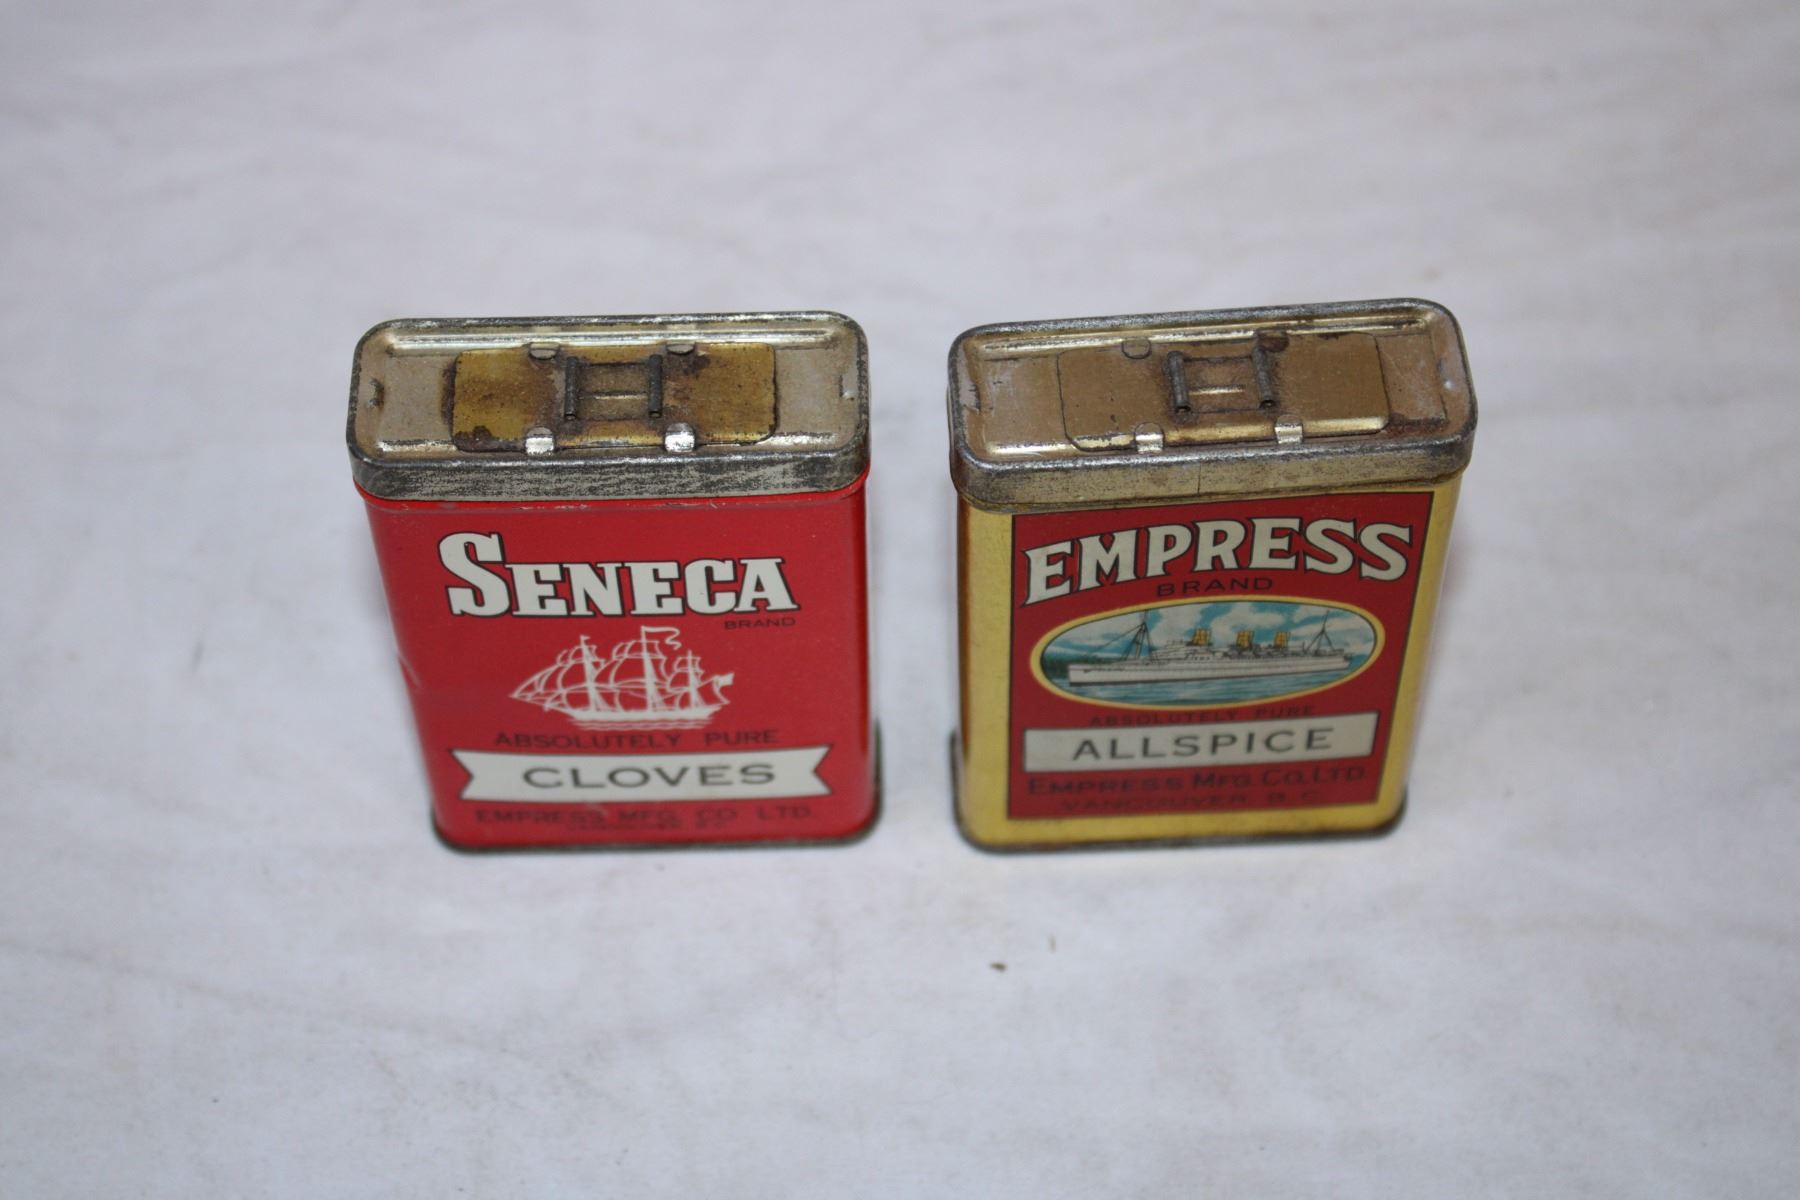 SENECA
BRAND
ABSOLUTELY PURE
CLOVES
EMPRESS MFG. CO. LTD.
VANCOUVER B.C.
EMPRESS
BRAND
ABSOLUTELY PURE
ALLSPICE
EMPRESS MFG. CO. LTD.
VANCOUVER B.C.